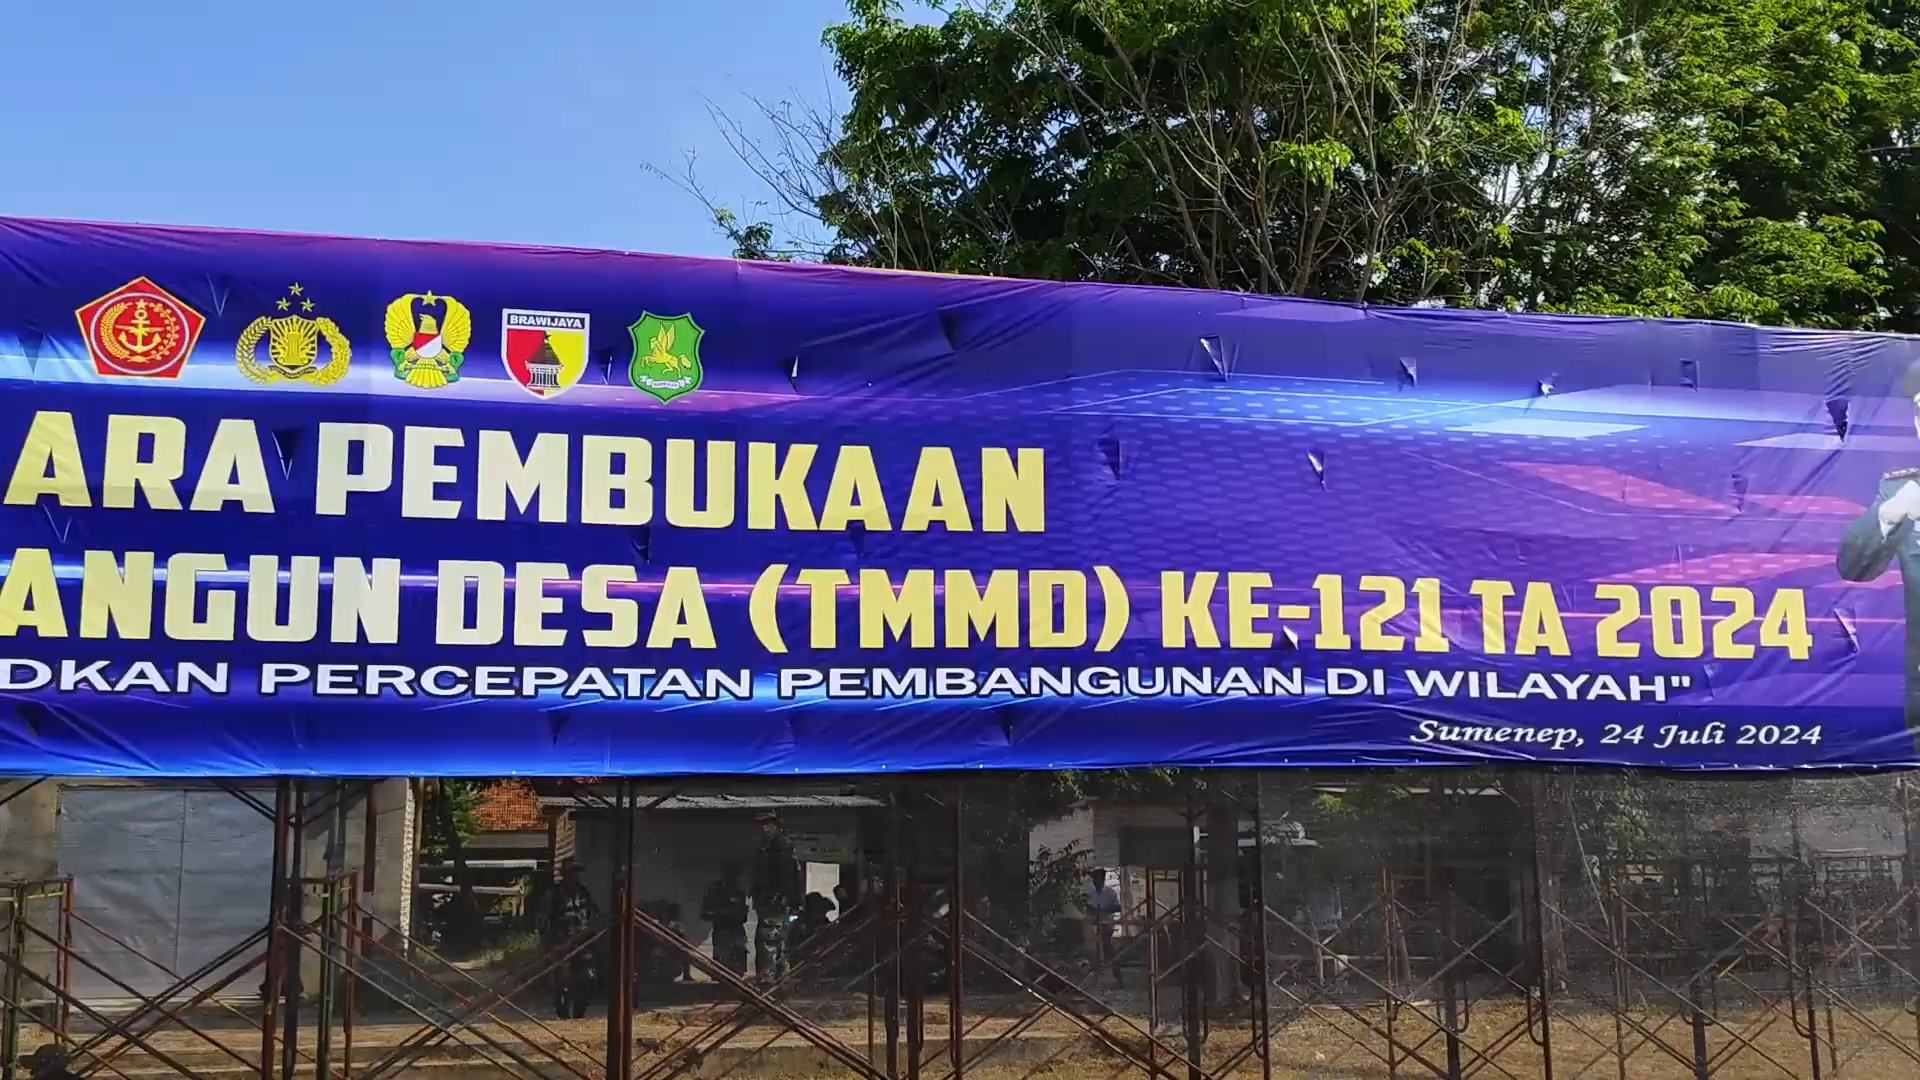 BRAWIJAYA
ARA PEMBUKAAN
ANGUN DESA (TMMD) KE-121 TA 2024
DKAN PERCEPATAN PEMBANGUNAN DI WILAYAH"
Sumenep, 24 Juli 2024